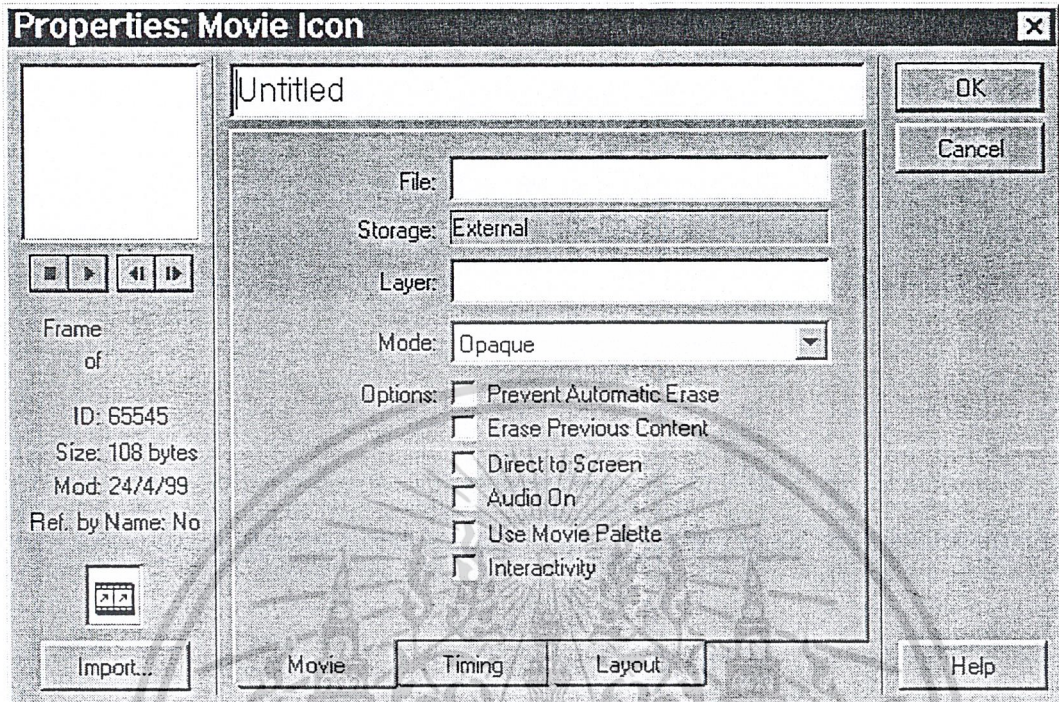 Properties: Movie Icon
Untitled
OK
Cancel
File:
Storage: External
Layer:
Mode: Opaque
Options: Prevent Automatic Erase
Erase Previous Content
Direct to Screen
Audio On
Use Movie Palette
Interactivity
Frame
of
ID: 65545
Size: 108 bytes
Mod: 24/4/99
Ref. by Name: No
Import...
Movie
Timing
Layout
Help